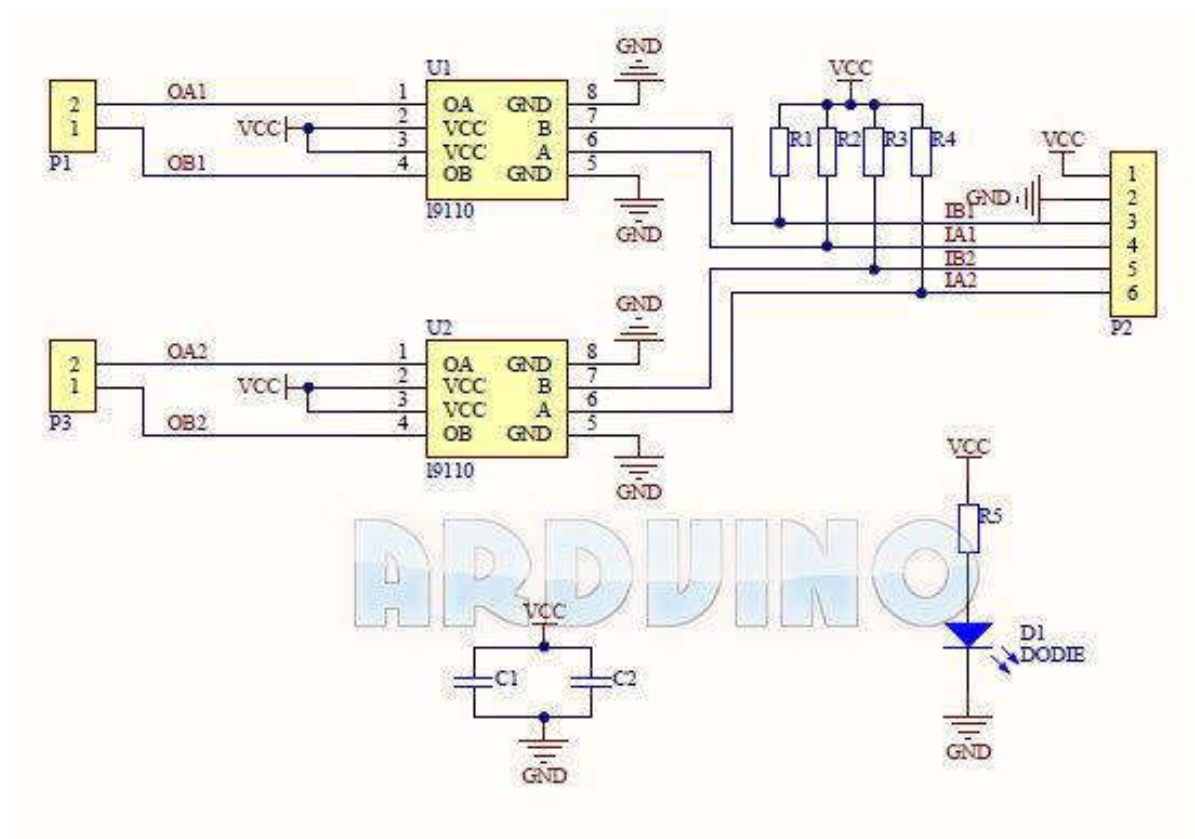 GND
U1
VCC
OA1
1 OA GND 8
2
2 VCC B 7
VCC
R1 R2 R3 R4
1
3 VCC A 6
VCC
P1
OB1
4 OB GND 5
1
l9110
GND 2
GND
IB1
3
IA1
4
IB2
5
IA2
6
P2
GND
U2
OA2
1 OA GND 8
2
VCC
2 VCC B 7
1
3 VCC A 6
P3
OB2
4 OB GND 5
l9110
GND
VCC
R5
ARDUINO
VCC
D1
DODIE
C1 C2
GND
GND